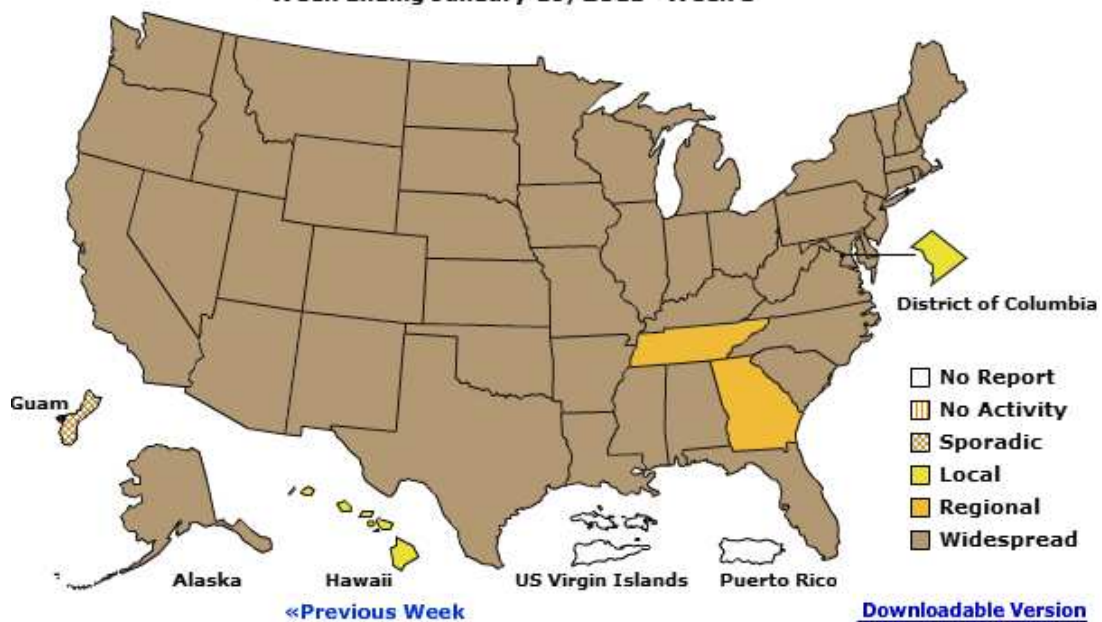 District of Columbia
No Report
No Activity
Guam
Sporadic
Local
Regional
Widespread
Alaska
Hawaii
US Virgin Islands
Puerto Rico
«Previous Week
Downloadable Version